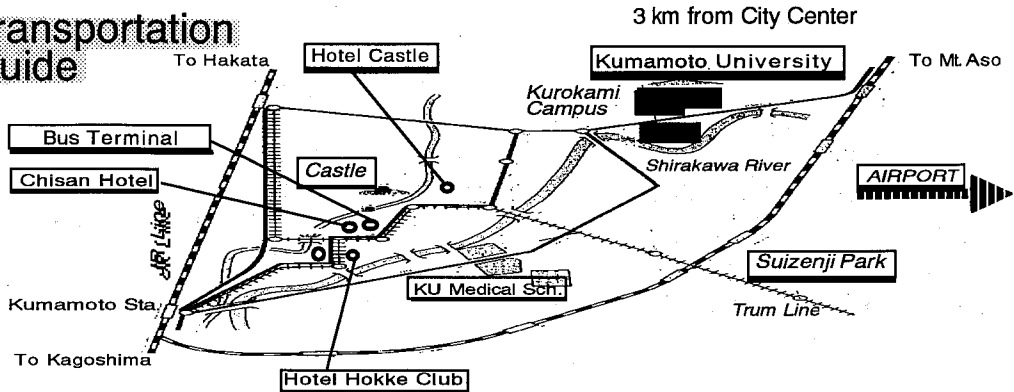 ransportation
uide
3 km from City Center
To Hakata
Hotel Castle
Kumamoto University
To Mt. Aso
Kurokami
Campus
Bus Terminal
Castle
Shirakawa River
Chisan Hotel
AIRPORT
JR Line
Suizenji Park
KU Medical Sch.
Kumamoto Sta.
Trum Line
To Kagoshima
Hotel Hokke Club